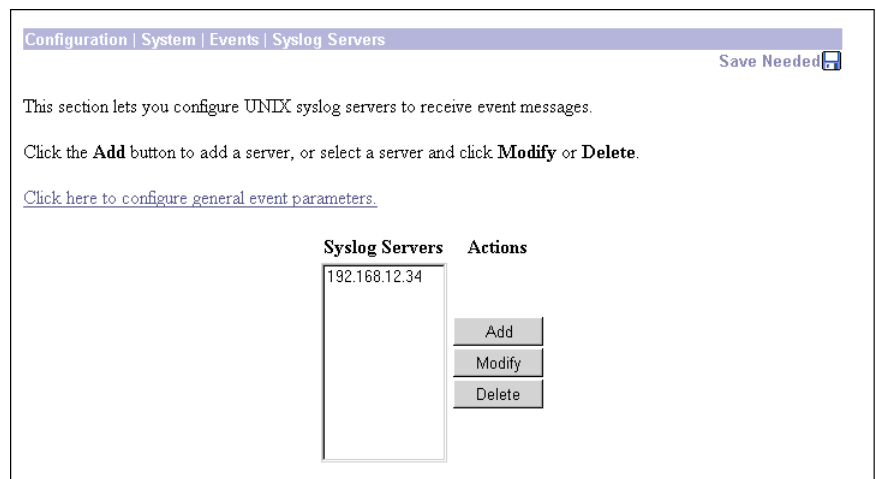 Configuration | System | Events | Syslog Servers
Save Needed
This section lets you configure UNIX syslog servers to receive event messages.
Click the Add button to add a server, or select a server and click Modify or Delete.
Click here to configure general event parameters.
Syslog Servers Actions
192.168.12.34
Add
Modify
Delete